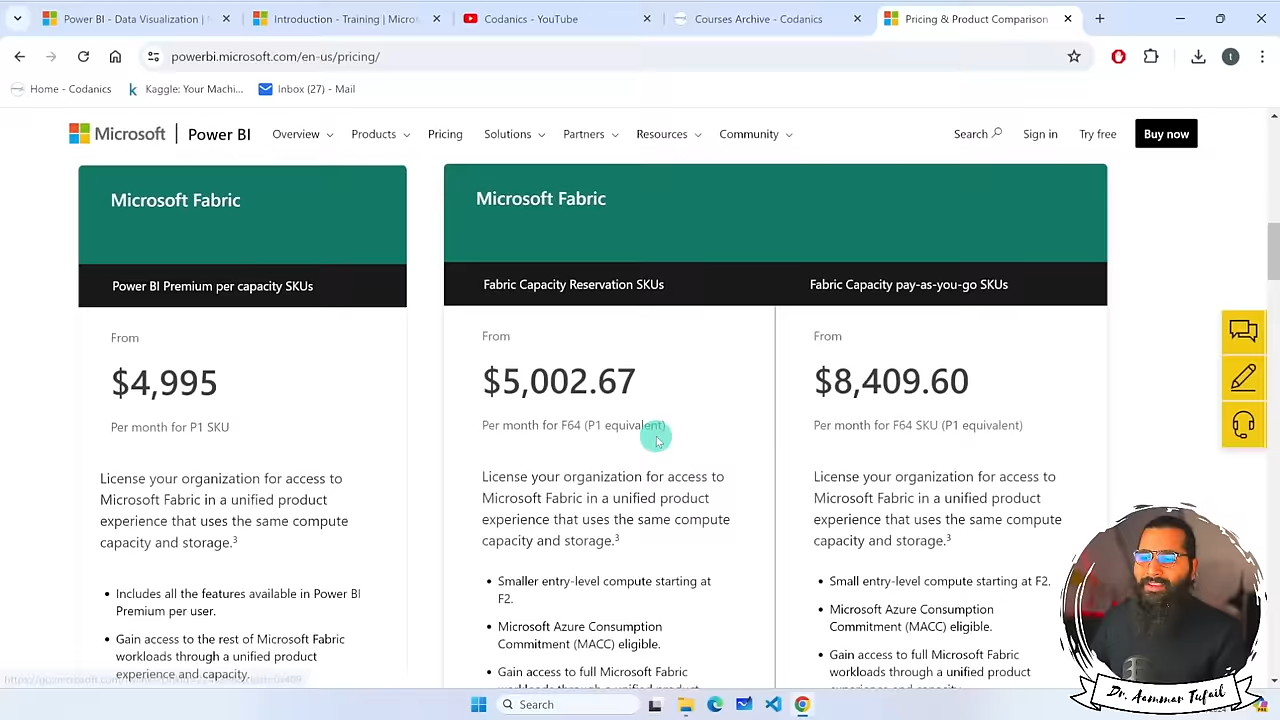 Power BI - Data Visualization |
Introduction - Training | Micros
Codanics - YouTube
Courses Archive - Codanics
Pricing & Product Comparison
powerbi.microsoft.com/en-us/pricing/
t
Home - Codanics
Kaggle: Your Machi...
Inbox (27) - Mail
Microsoft | Power BI
Overview
Products
Pricing
Solutions
Partners
Resources
Community
Search
Sign in
Try free
Buy now
Microsoft Fabric
Power BI Premium per capacity SKUs
From
$4,995
Per month for P1 SKU
License your organization for access to
Microsoft Fabric in a unified product
experience that uses the same compute
capacity and storage.³
• Includes all the features available in Power BI
Premium per user.
• Gain access to the rest of Microsoft Fabric
workloads through a unified product
experience and capacity.
Microsoft Fabric
Fabric Capacity Reservation SKUs
From
$5,002.67
Per month for F64 (P1 equivalent)
License your organization for access to
Microsoft Fabric in a unified product
experience that uses the same compute
capacity and storage.³
• Smaller entry-level compute starting at
F2.
• Microsoft Azure Consumption
Commitment (MACC) eligible.
• Gain access to full Microsoft Fabric
workloads through a unified product
Fabric Capacity pay-as-you-go SKUs
From
$8,409.60
Per month for F64 SKU (P1 equivalent)
License your organization for access to
Microsoft Fabric in a unified product
experience that uses the same compute
capacity and storage.³
• Small entry-level compute starting at F2.
• Microsoft Azure Consumption
Commitment (MACC) eligible.
• Gain access to full Microsoft Fabric
workloads through a unified product
experience and capacity.
Dr. Aammar Tufail
Search